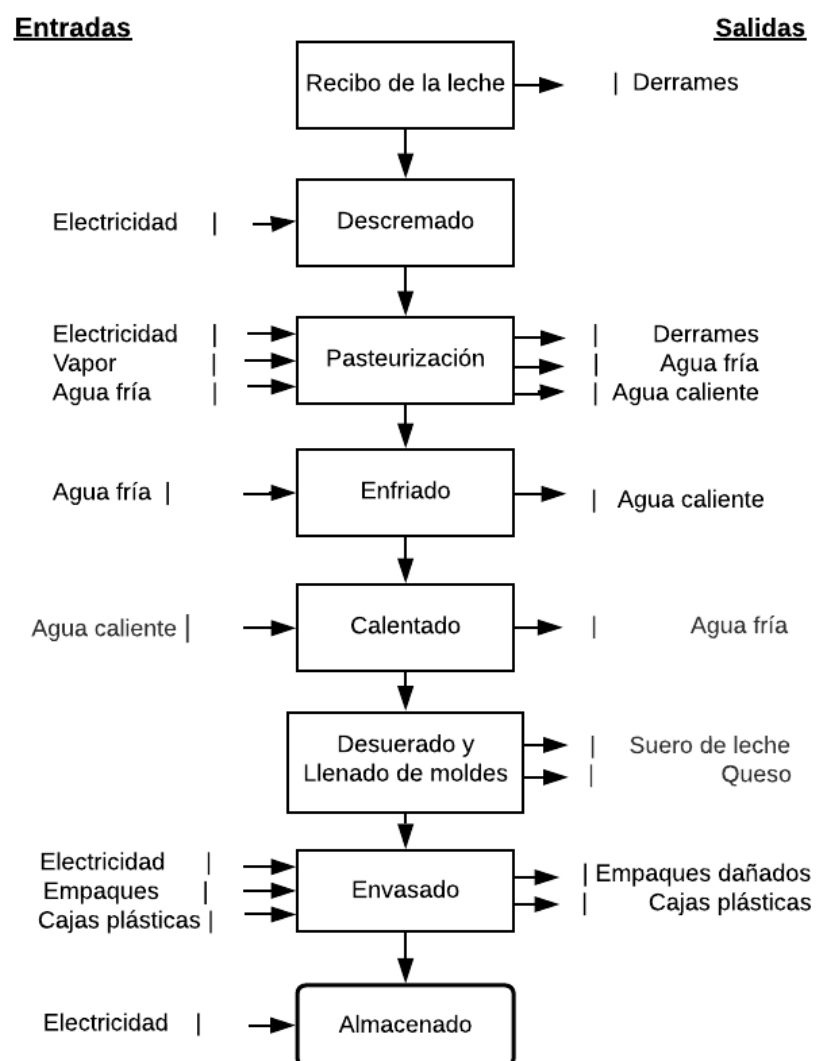 Entradas
Salidas
Recibo de la leche
| Derrames
Electricidad |
Descremado
Electricidad |
Vapor |
Agua fría |
Pasteurización
| Derrames
| Agua fría
| Agua caliente
Agua fría |
Enfriado
| Agua caliente
Agua caliente |
Calentado
| Agua fría
Desuerado y
Llenado de moldes
| Suero de leche
| Queso
Electricidad |
Empaques |
Cajas plásticas |
Envasado
| Empaques dañados
| Cajas plásticas
Electricidad |
Almacenado